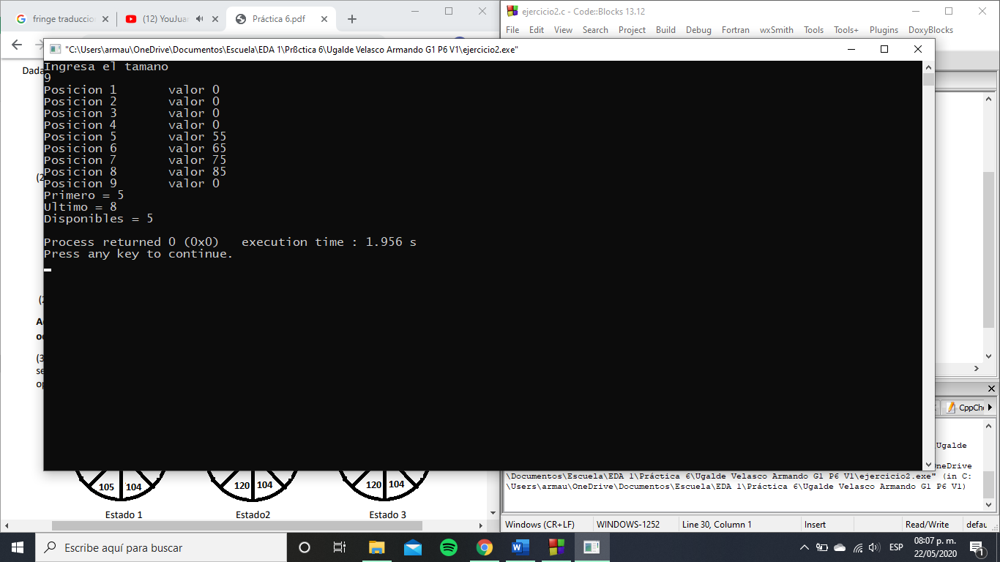 fringe traduccion
(12) YouJuan
Práctica 6.pdf
ejercicio2.c - Code::Blocks 13.12
File Edit View Search Project Build Debug Fortran wxSmith Tools Tools+ Plugins DoxyBlocks
"C:\Users\armau\OneDrive\Documentos\Escuela\EDA 1\Prßctica 6\Ugalde Velasco Armando G1 P6 V1\ejercicio2.exe"
Dada
Ingresa el tamano
9
Posicion 1 valor 0
Posicion 2 valor 0
Posicion 3 valor 0
Posicion 4 valor 0
Posicion 5 valor 55
Posicion 6 valor 65
Posicion 7 valor 75
Posicion 8 valor 85
Posicion 9 valor 0
Primero = 5
Ultimo = 8
Disponibles = 5
Process returned 0 (0x0) execution time : 1.956 s
Press any key to continue.
(2
(3
se
op
CppChe
Ugalde
OneDrive
\Documentos\Escuela\EDA 1\Práctica 6\Ugalde Velasco Armando G1 P6 V1\ejercicio2.exe" (in C:
\Users\armau\OneDrive\Documentos\Escuela\EDA 1\Práctica 6\Ugalde Velasco Armando G1 P6 V1)
105 104
120 104
120 104
Estado 1
Estado2
Estado 3
Windows (CR+LF) WINDOWS-1252 Line 30, Column 1 Insert Read/Write defau
Escribe aquí para buscar
ESP
08:07 p. m.
22/05/2020
1